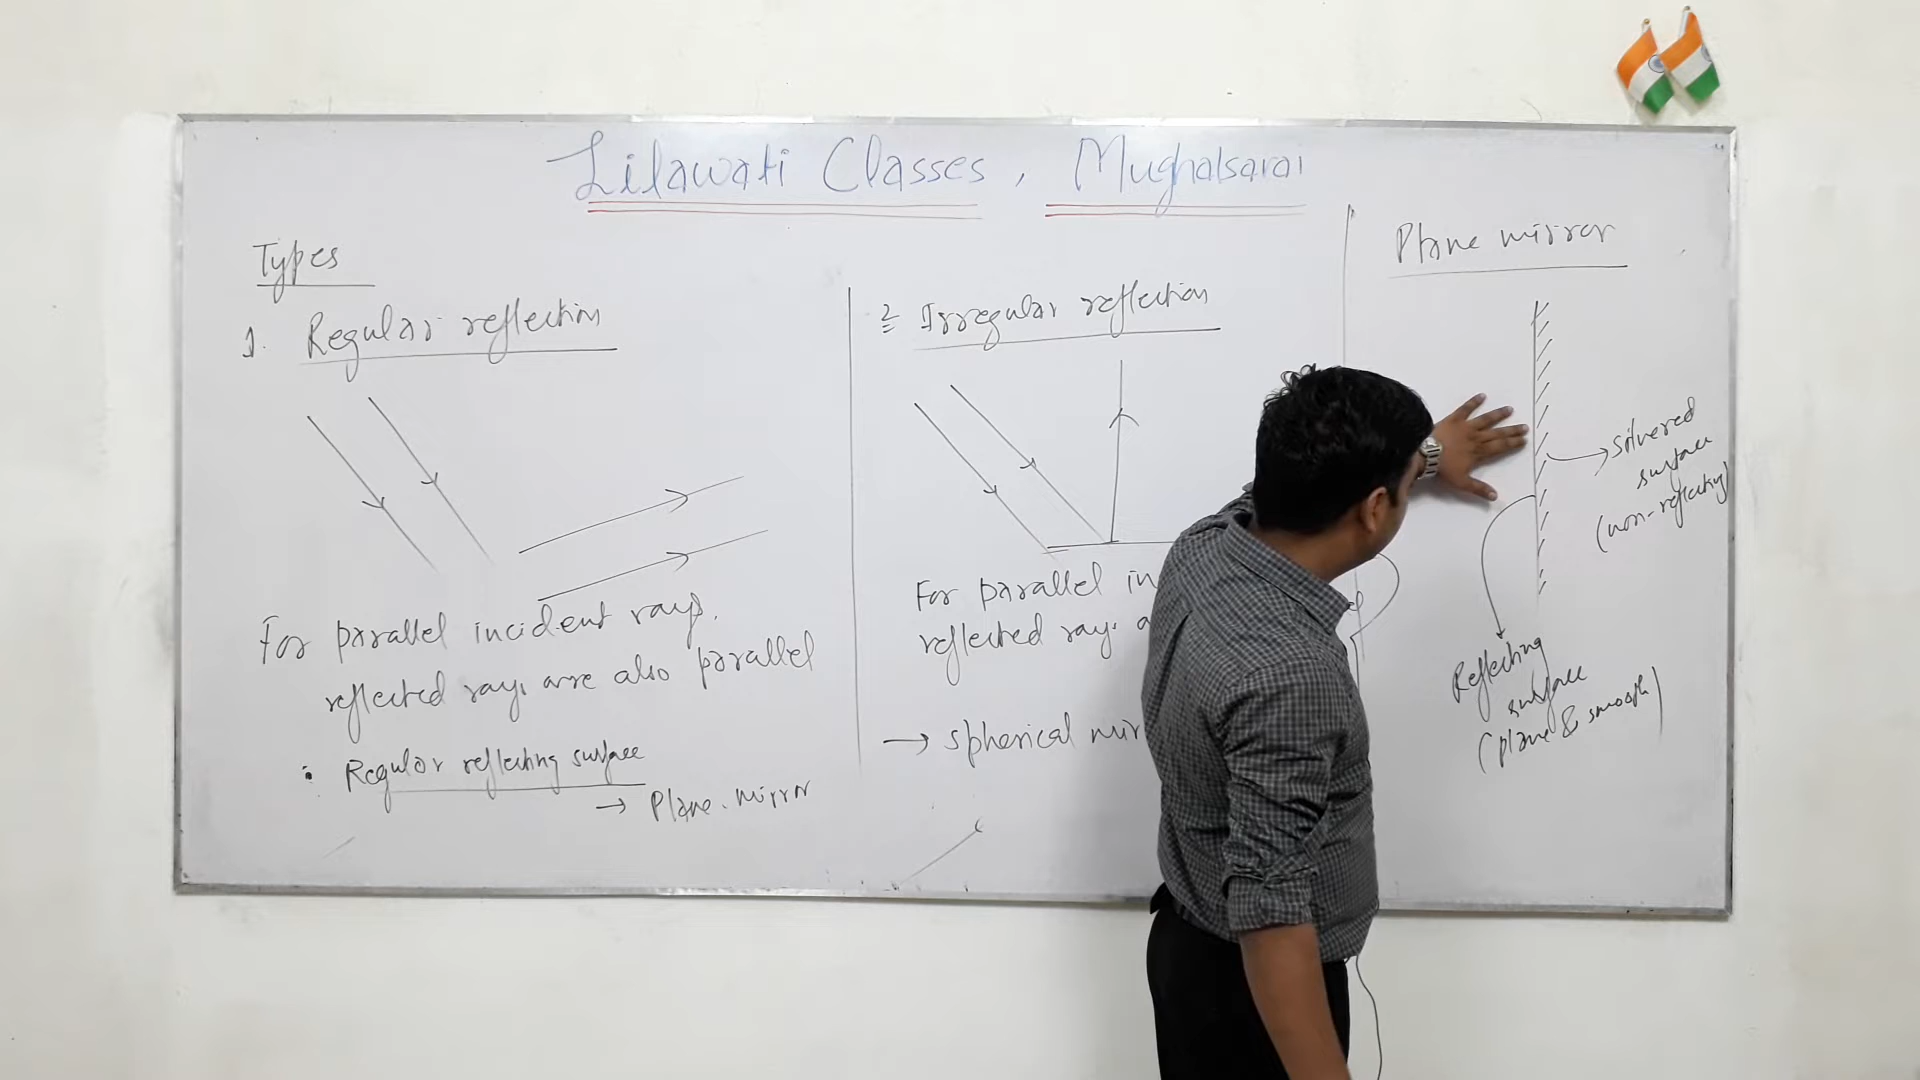 Lilawati Classes, Mughalsarai
Types
1. Regular reflection
For parallel incident rays,
reflected rays are also parallel
Regular reflecting surface
→ Plane mirror
2 Irregular reflection
For parallel in
reflected rays a
→ spherical mir
Plane mirror
→ silvered
surface
(non-reflecting)
Reflecting
surface
(plane & smooth)